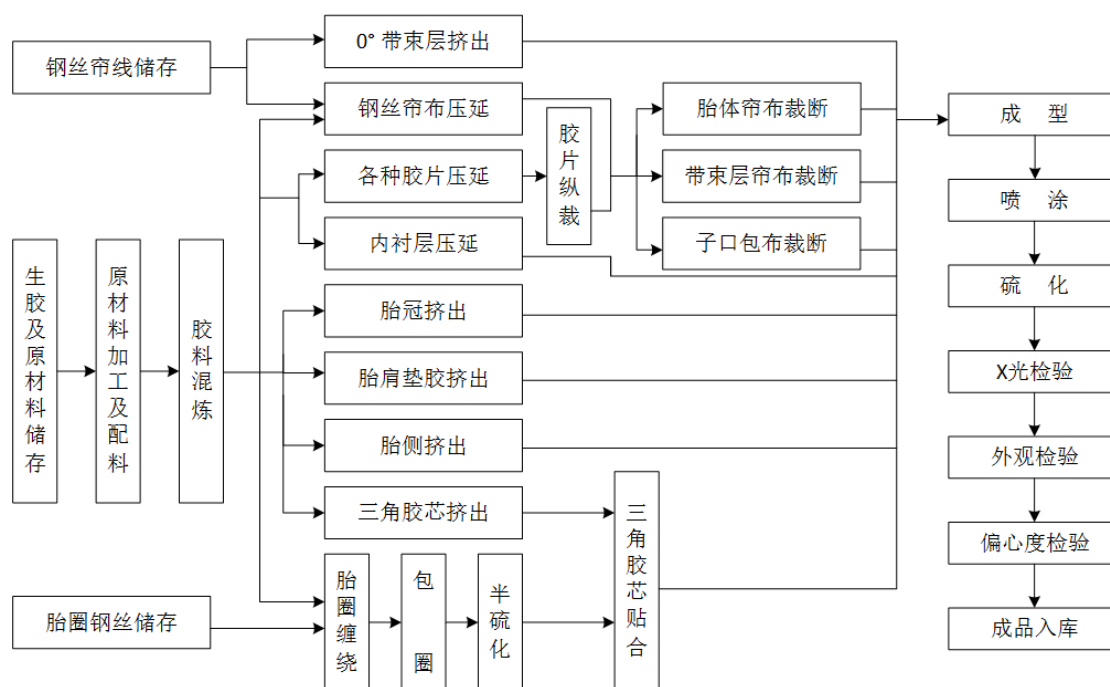 钢丝帘线储存
0° 带束层挤出
钢丝帘布压延
各种胶片压延
内衬层压延
胶片纵裁
胎体帘布裁断
带束层帘布裁断
子口包布裁断
生胶及原材料储存
原材料加工及配料
胶料混炼
胎冠挤出
胎肩垫胶挤出
胎侧挤出
三角胶芯挤出
胎圈钢丝储存
胎圈缠绕
包 圈
半硫化
三角胶芯贴合
成 型
喷 涂
硫 化
X光检验
外观检验
偏心度检验
成品入库